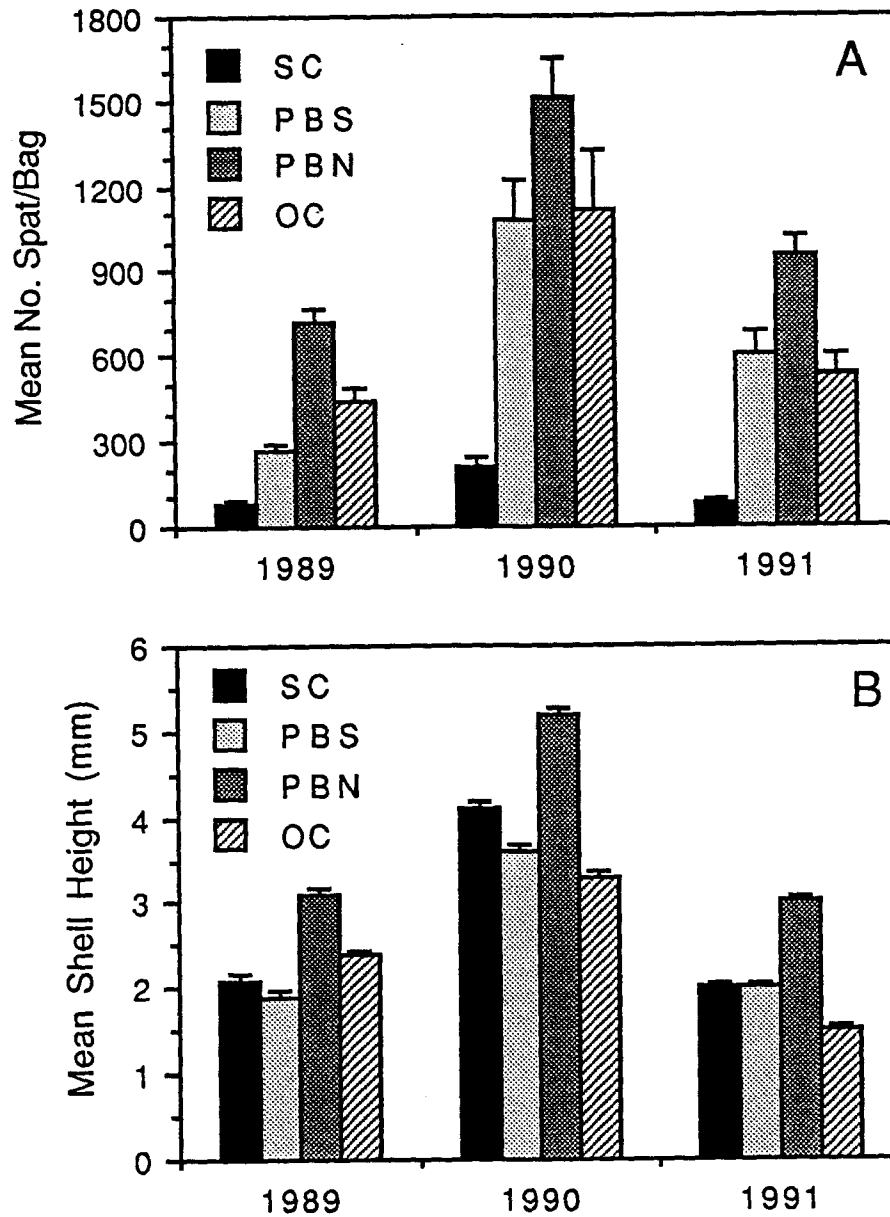 A
SC
PBS
PBN
OC
Mean No. Spat/Bag
1800
1500
1200
900
600
300
0
1989 1990 1991
B
SC
PBS
PBN
OC
Mean Shell Height (mm)
6
5
4
3
2
1
0
1989 1990 1991